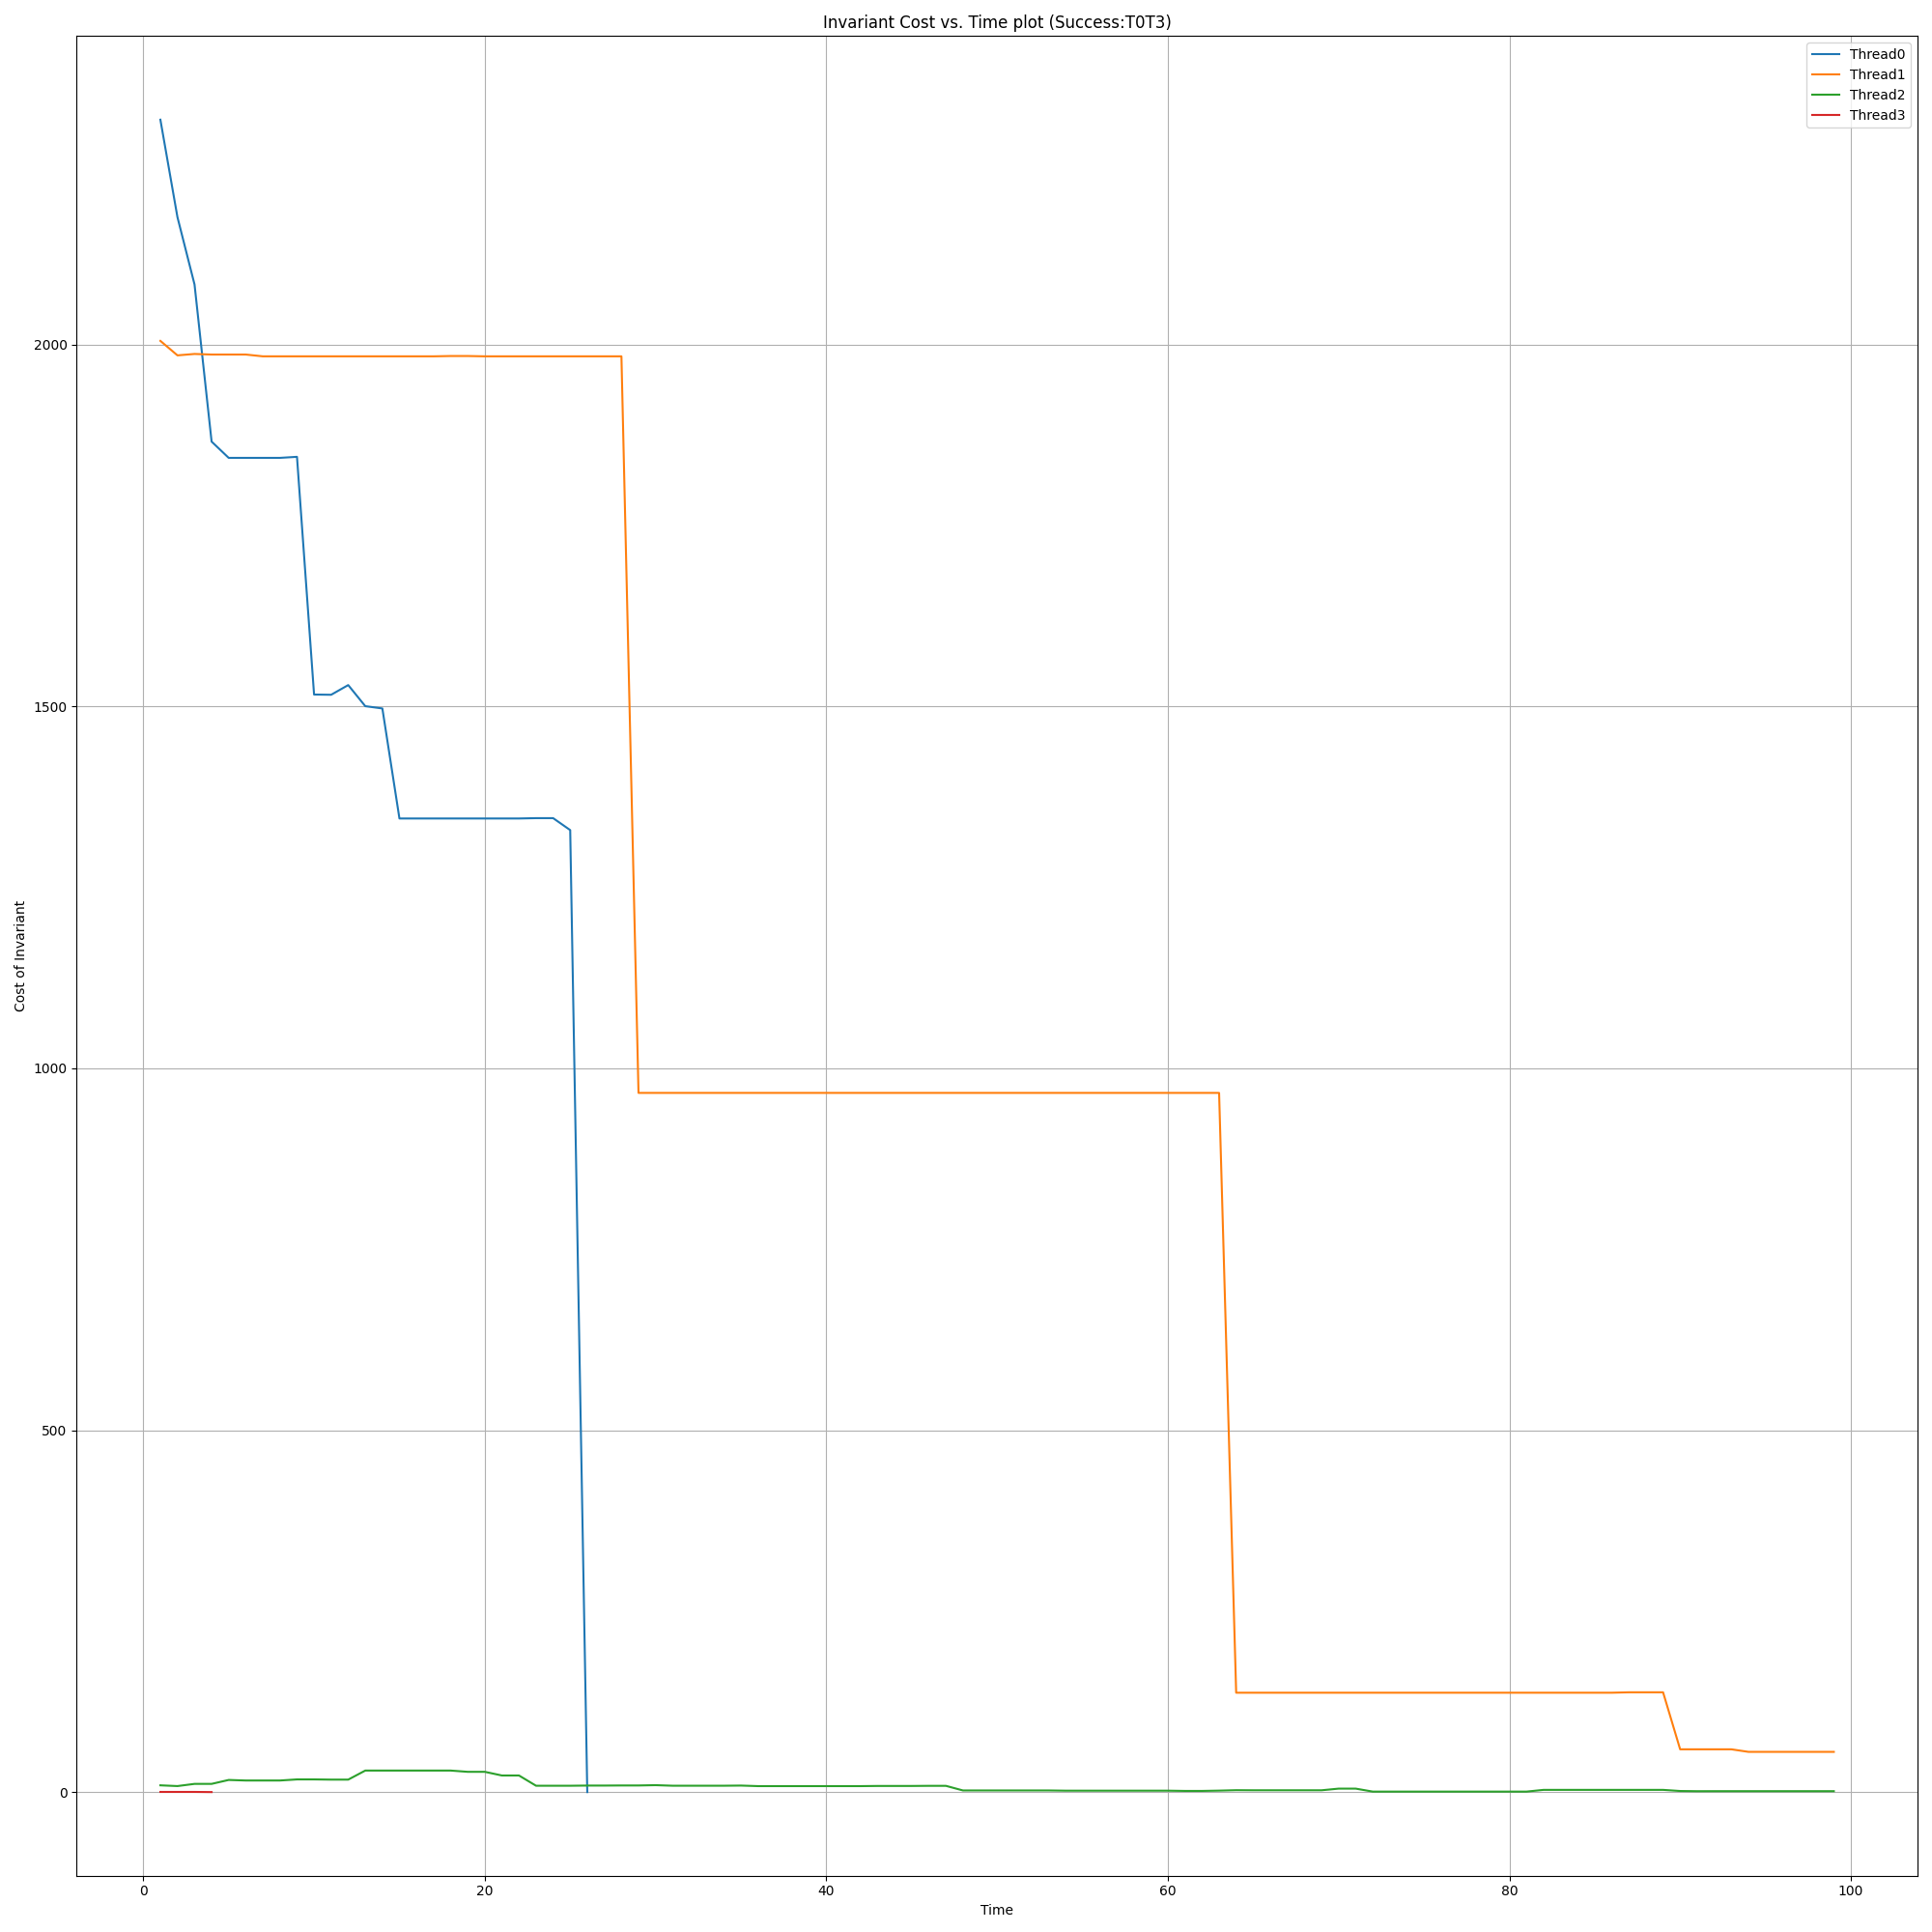 Invariant Cost vs. Time plot (Success:T0T3)
Thread0
Thread1
Thread2
Thread3
2000
1500
1000
500
0
Cost of Invariant
0 20 40 60 80 100
Time